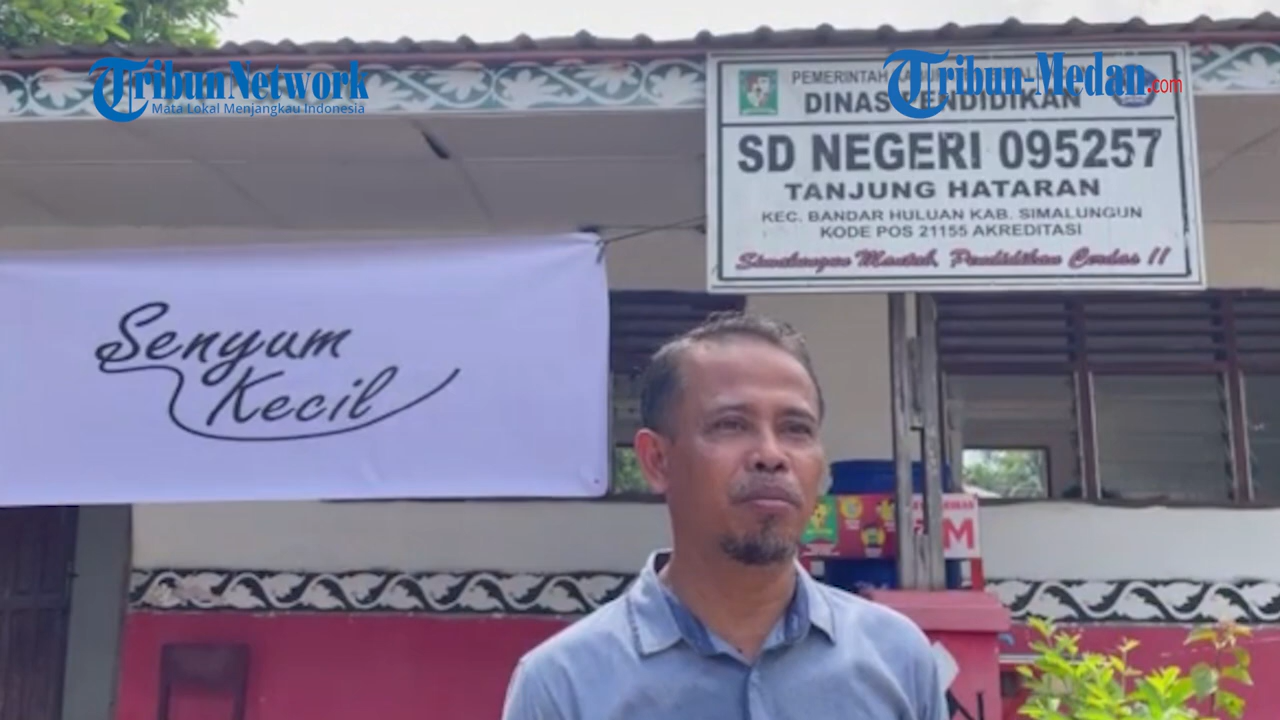 TribunNetwork
Mata Lokal Menjangkau Indonesia
Tribun-Medan.com
PEMERINTAH
DINAS PENDIDIKAN
SD NEGERI 095257
TANJUNG HATARAN
KEC. BANDAR HULUAN KAB. SIMALUNGUN
KODE POS 21155 AKREDITASI
Simalungun Mantab, Pendidikan Cerdas !!
Senyum
Kecil